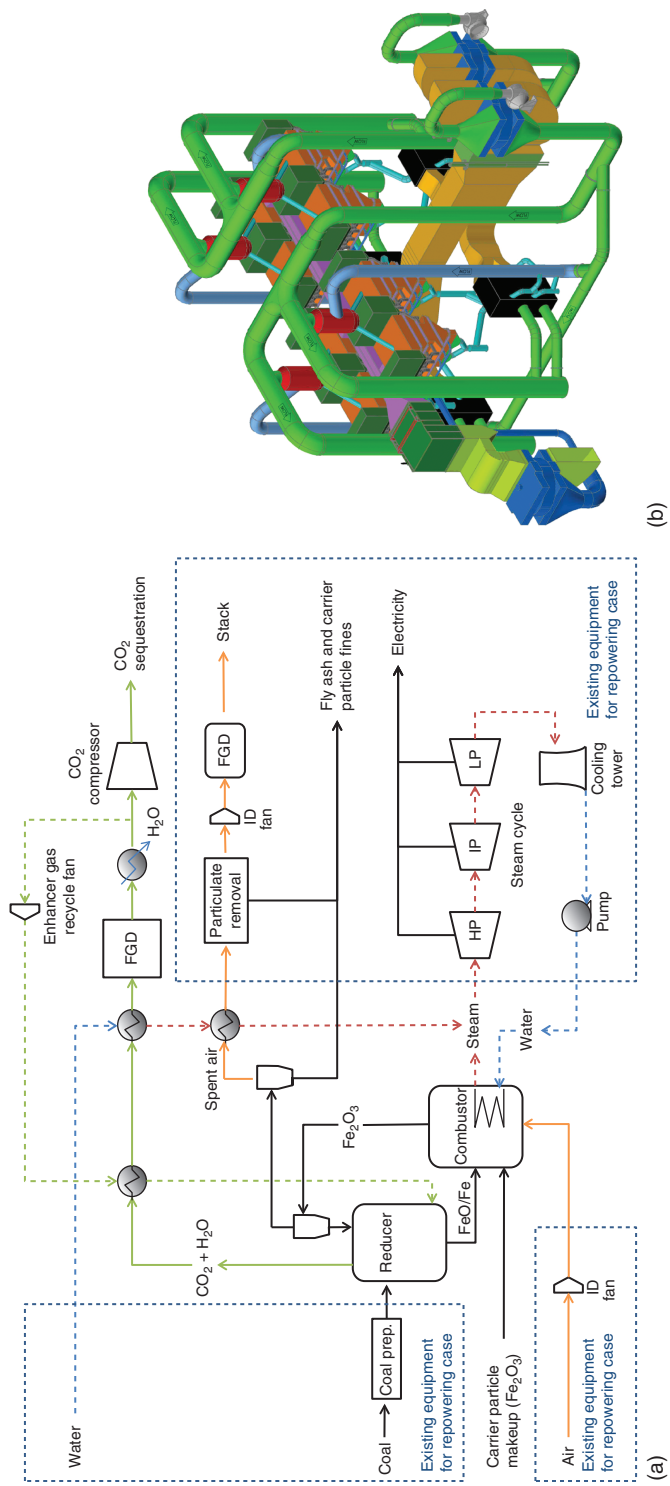 Water
Coal
Coal prep.
Existing equipment
for repowering case
CO2 + H2O
Reducer
FeO/Fe
Fe2O3
Combustor
Carrier particle
makeup (Fe2O3)
Air
ID
fan
Existing equipment
for repowering case
Enhancer gas
recycle fan
FGD
H2O
CO2
compressor
CO2
sequestration
Spent air
Particulate
removal
ID
fan
FGD
Stack
Fly ash and carrier
particle fines
Electricity
Steam
Water
HP
IP
LP
Steam cycle
Pump
Cooling
tower
Existing equipment
for repowering case
(a)
(b)